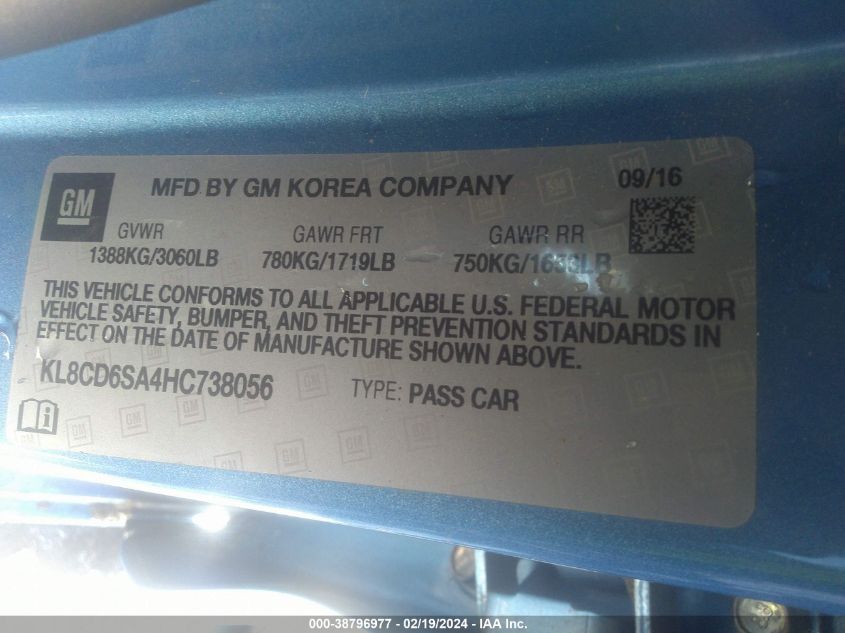 GM MFD BY GM KOREA COMPANY 09/16
GVWR GAWR FRT GAWR RR
1388KG/3060LB 780KG/1719LB 750KG/1653LB
THIS VEHICLE CONFORMS TO ALL APPLICABLE U.S. FEDERAL MOTOR
VEHICLE SAFETY, BUMPER, AND THEFT PREVENTION STANDARDS IN
EFFECT ON THE DATE OF MANUFACTURE SHOWN ABOVE.
KL8CD6SA4HC738056 TYPE: PASS CAR
000-38796977 / 02/19/2024 / IAA Inc.